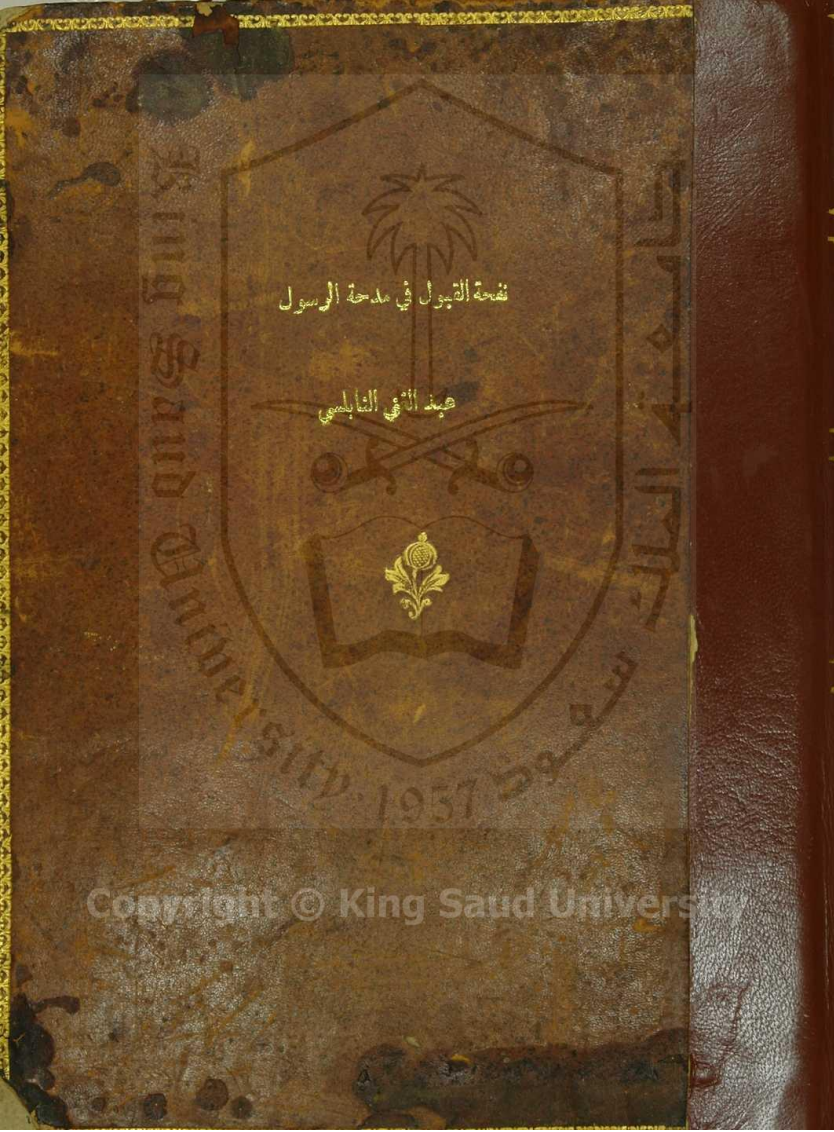 نفحة القبول في مدحة الرسول
عبد الغني النابلسي
King Saud University . 1957
جامعة الملك سعود
Copyright © King Saud University